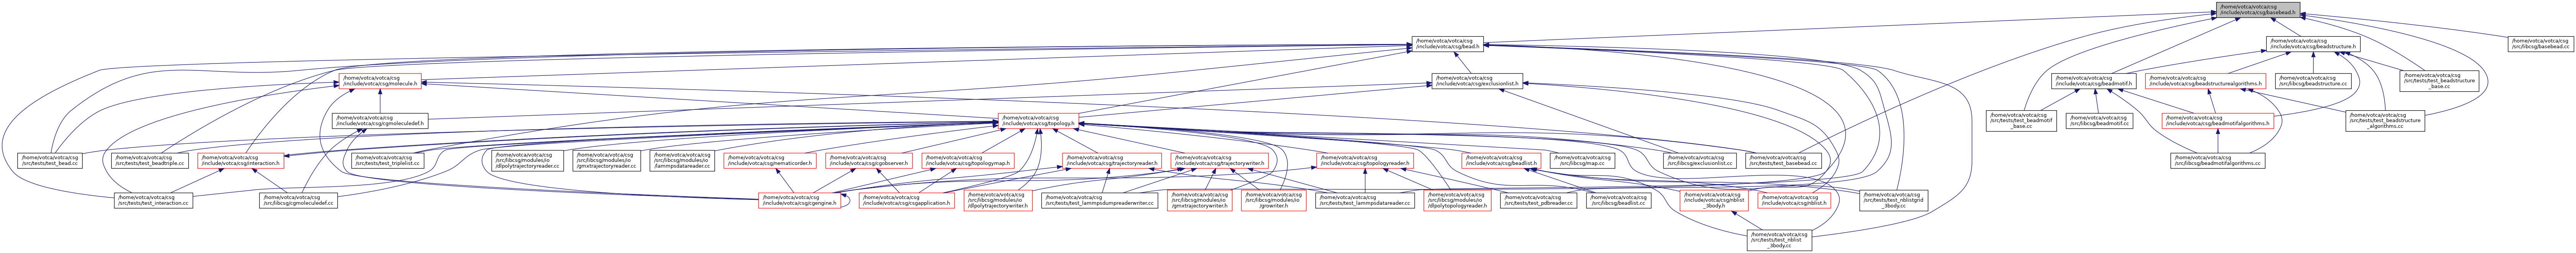 /home/votca/votca/csg
/include/votca/csg/basebead.h
/home/votca/votca/csg
/include/votca/csg/bead.h
/home/votca/votca/csg
/include/votca/csg/beadstructure.h
/home/votca/votca/csg
/src/libcsg/basebead.cc
/home/votca/votca/csg
/include/votca/csg/molecule.h
/home/votca/votca/csg
/include/votca/csg/exclusionlist.h
/home/votca/votca/csg
/include/votca/csg/beadmotif.h
/home/votca/votca/csg
/include/votca/csg/beadstructurealgorithms.h
/home/votca/votca/csg
/src/libcsg/beadstructure.cc
/home/votca/votca/csg
/src/tests/test_beadstructure
_base.cc
/home/votca/votca/csg
/include/votca/csg/cgmoleculedef.h
/home/votca/votca/csg
/include/votca/csg/topology.h
/home/votca/votca/csg
/src/tests/test_beadmotif
_base.cc
/home/votca/votca/csg
/src/libcsg/beadmotif.cc
/home/votca/votca/csg
/include/votca/csg/beadmotifalgorithms.h
/home/votca/votca/csg
/src/tests/test_beadstructure
_algorithms.cc
/home/votca/votca/csg
/src/tests/test_bead.cc
/home/votca/votca/csg
/src/tests/test_beadtriple.cc
/home/votca/votca/csg
/include/votca/csg/interaction.h
/home/votca/votca/csg
/src/tests/test_triplelist.cc
/home/votca/votca/csg
/src/libcsg/modules/io
/dlpolytrajectoryreader.cc
/home/votca/votca/csg
/src/libcsg/modules/io
/gmxtrajectoryreader.cc
/home/votca/votca/csg
/src/libcsg/modules/io
/lammpsdatareader.cc
/home/votca/votca/csg
/include/votca/csg/nematicorder.h
/home/votca/votca/csg
/include/votca/csg/cgobserver.h
/home/votca/votca/csg
/include/votca/csg/topologymap.h
/home/votca/votca/csg
/include/votca/csg/trajectoryreader.h
/home/votca/votca/csg
/include/votca/csg/trajectorywriter.h
/home/votca/votca/csg
/include/votca/csg/topologyreader.h
/home/votca/votca/csg
/include/votca/csg/beadlist.h
/home/votca/votca/csg
/src/libcsg/map.cc
/home/votca/votca/csg
/src/libcsg/exclusionlist.cc
/home/votca/votca/csg
/src/tests/test_basebead.cc
/home/votca/votca/csg
/src/libcsg/beadmotifalgorithms.cc
/home/votca/votca/csg
/src/tests/test_interaction.cc
/home/votca/votca/csg
/src/libcsg/cgmoleculedef.cc
/home/votca/votca/csg
/include/votca/csg/cgengine.h
/home/votca/votca/csg
/include/votca/csg/csgapplication.h
/home/votca/votca/csg
/src/libcsg/modules/io
/dlpolytrajectorywriter.h
/home/votca/votca/csg
/src/tests/test_lammpsdumpreaderwriter.cc
/home/votca/votca/csg
/src/libcsg/modules/io
/gmxtrajectorywriter.h
/home/votca/votca/csg
/src/libcsg/modules/io
/growriter.h
/home/votca/votca/csg
/src/tests/test_lammpsdatareader.cc
/home/votca/votca/csg
/src/libcsg/modules/io
/dlpolytopologyreader.h
/home/votca/votca/csg
/src/tests/test_pdbreader.cc
/home/votca/votca/csg
/src/libcsg/beadlist.cc
/home/votca/votca/csg
/include/votca/csg/nblist
_3body.h
/home/votca/votca/csg
/include/votca/csg/nblist.h
/home/votca/votca/csg
/src/tests/test_nblistgrid
_3body.cc
/home/votca/votca/csg
/src/tests/test_nblist
_3body.cc